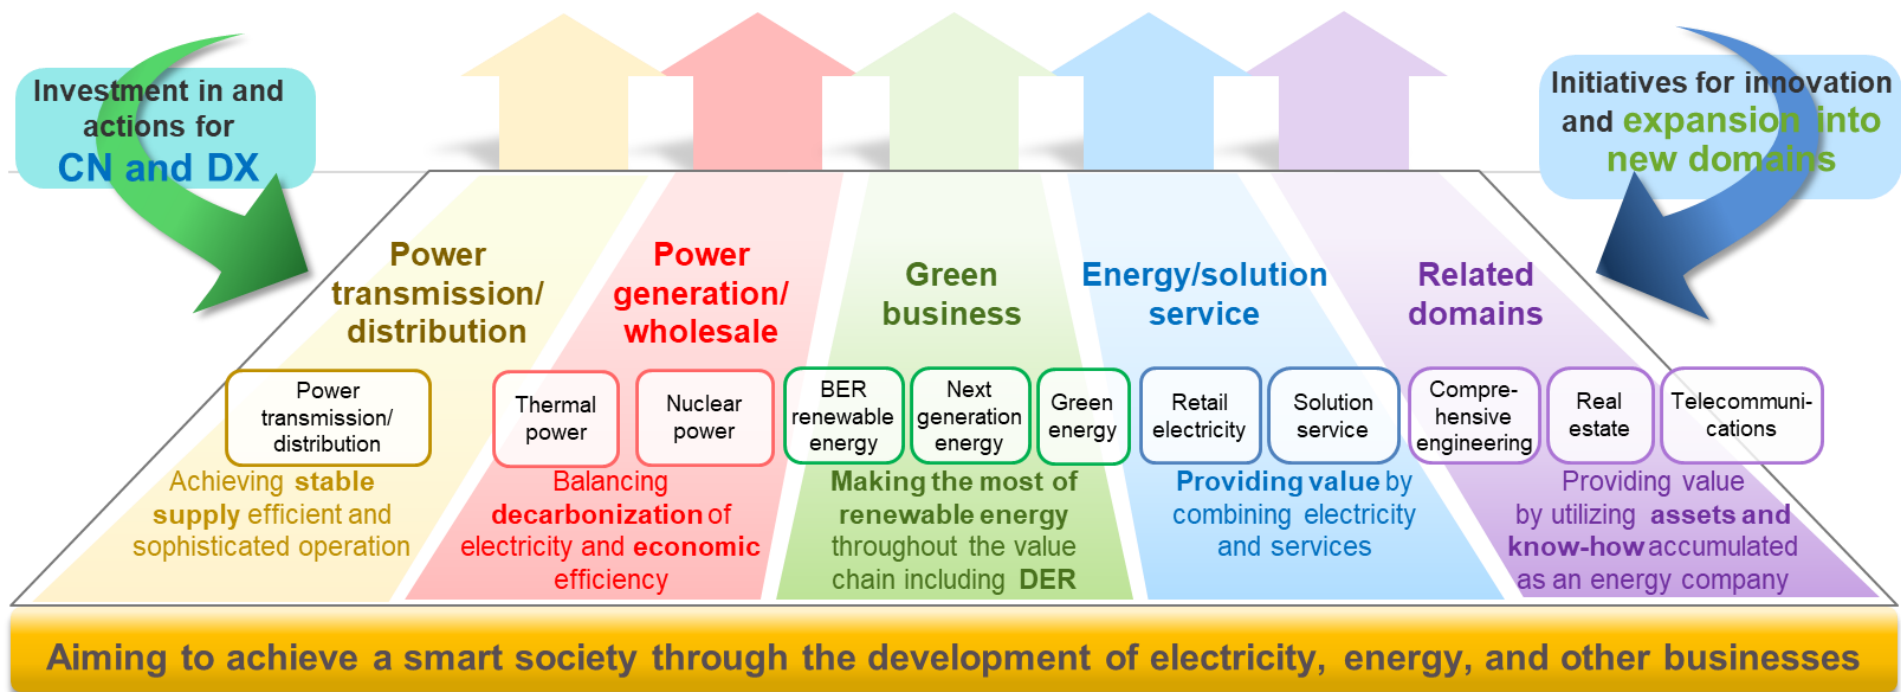 Investment in and
actions for
CN and DX
Initiatives for innovation
and expansion into
new domains
Power
transmission/
distribution
Power
generation/
wholesale
Green
business
Energy/solution
service
Related
domains
Power
transmission/
distribution
Thermal
power
Nuclear
power
BER
renewable
energy
Next
generation
energy
Green
energy
Retail
electricity
Solution
service
Compre-
hensive
engineering
Real
estate
Telecommuni-
cations
Achieving stable
supply efficient and
sophisticated operation
Balancing
decarbonization of
electricity and economic
efficiency
Making the most of
renewable energy
throughout the value
chain including DER
Providing value by
combining electricity
and services
Providing value
by utilizing assets and
know-how accumulated
as an energy company
Aiming to achieve a smart society through the development of electricity, energy, and other businesses